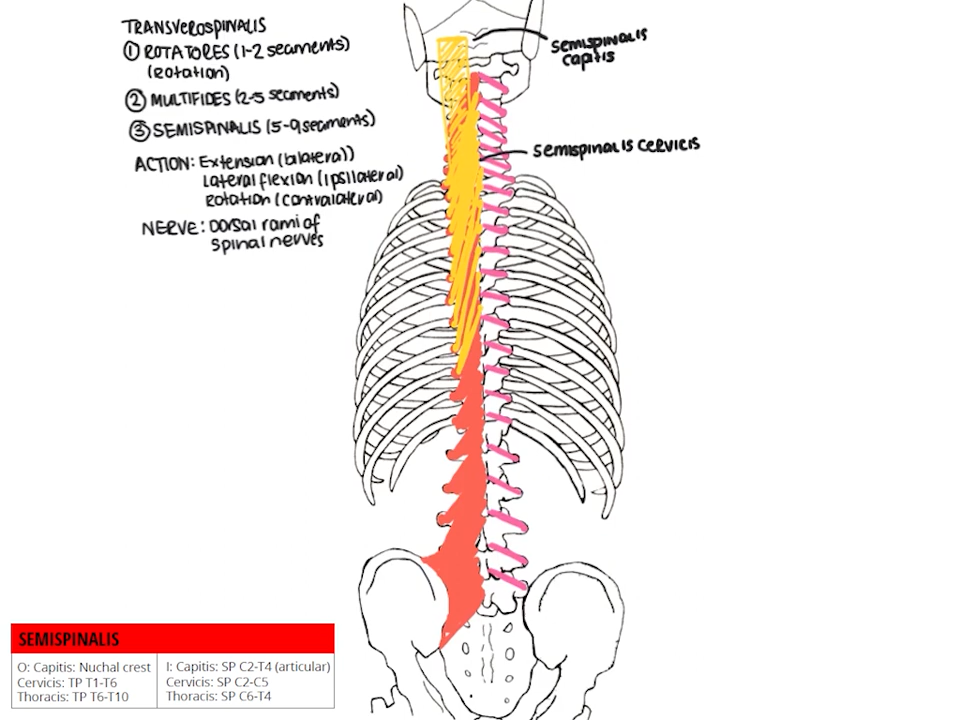 TRANSVEROSPINALIS
① ROTATORES (1-2 segments)
(rotation)
② MULTIFIDES (2-5 segments)
③ SEMISPINALIS (5-9 segments)
ACTION: Extension (bilateral)
Lateral flexion (ipsilateral)
Rotation (contralateral)
NERVE: Dorsal rami of
spinal nerves
SEMISPINALIS
CAPITIS
SEMISPINALIS CERVICIS
SEMISPINALIS
O: Capitis: Nuchal crest
Cervicis: TP T1-T6
Thoracis: TP T6-T10
I: Capitis: SP C2-T4 (articular)
Cervicis: SP C2-C5
Thoracis: SP C6-T4